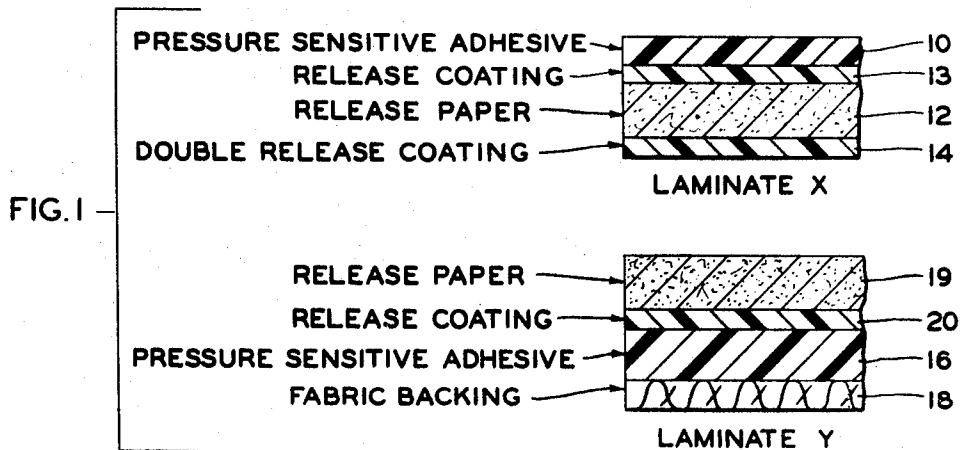 PRESSURE SENSITIVE ADHESIVE 10
RELEASE COATING 13
RELEASE PAPER 12
DOUBLE RELEASE COATING 14
LAMINATE X
FIG. 1
RELEASE PAPER 19
RELEASE COATING 20
PRESSURE SENSITIVE ADHESIVE 16
FABRIC BACKING 18
LAMINATE Y